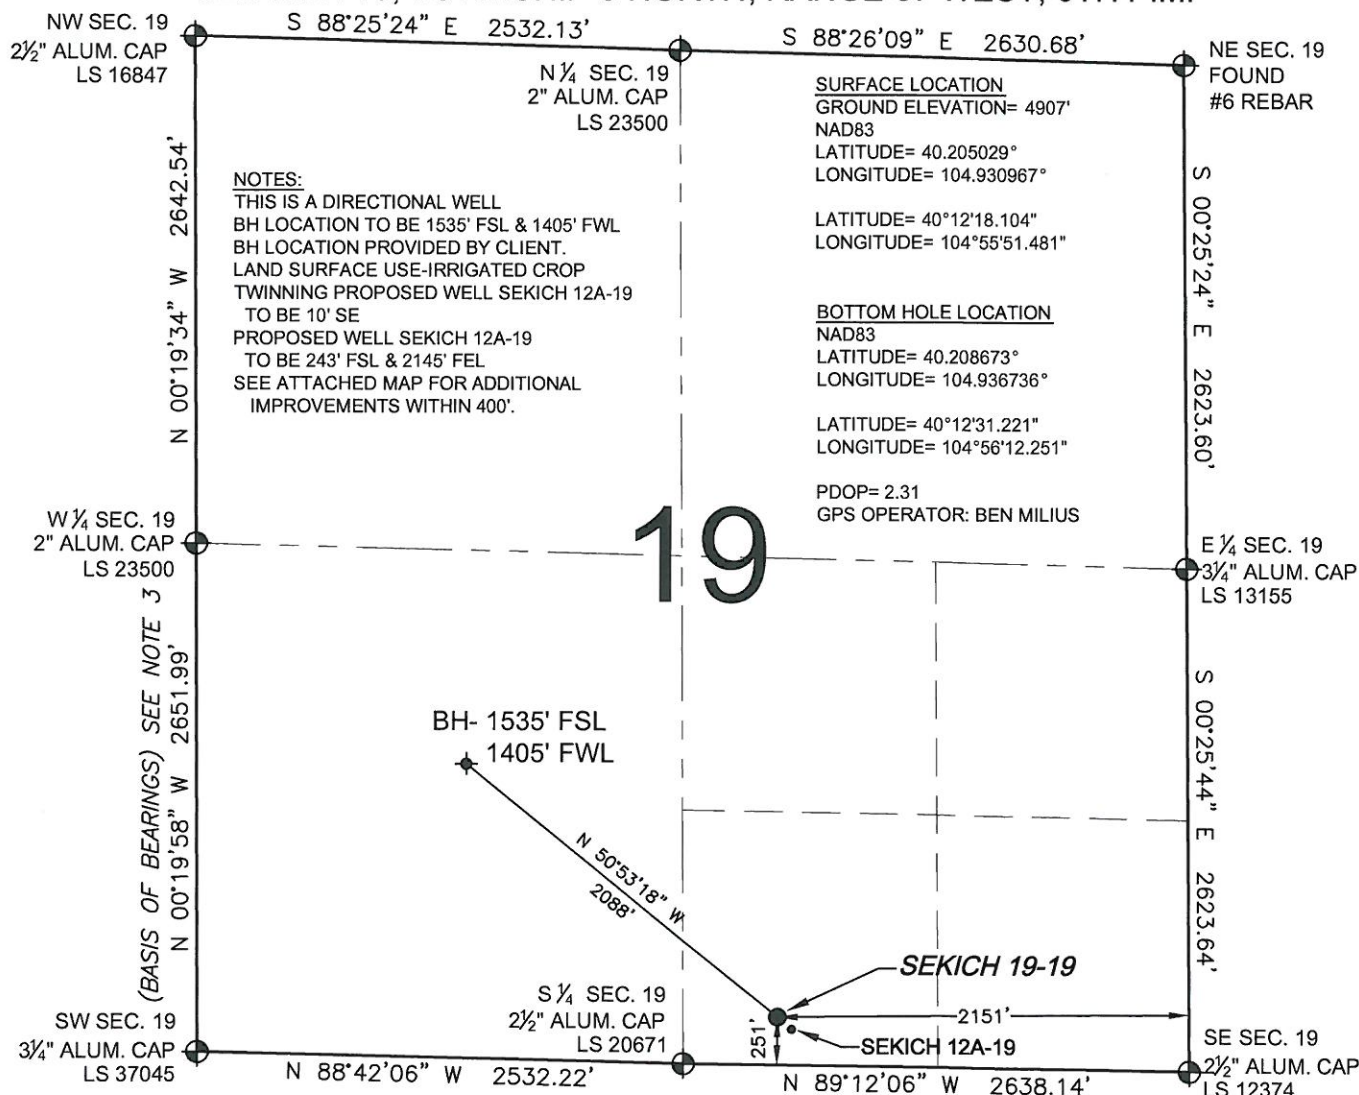 NW SEC. 19
2½" ALUM. CAP
LS 16847
S 88°25'24" E 2532.13'
N ¼ SEC. 19
2" ALUM. CAP
LS 23500
S 88°26'09" E 2630.68'
NE SEC. 19
FOUND
#6 REBAR
SURFACE LOCATION
GROUND ELEVATION= 4907'
NAD83
LATITUDE= 40.205029°
LONGITUDE= 104.930967°
LATITUDE= 40°12'18.104"
LONGITUDE= 104°55'51.481"
BOTTOM HOLE LOCATION
NAD83
LATITUDE= 40.208673°
LONGITUDE= 104.936736°
LATITUDE= 40°12'31.221"
LONGITUDE= 104°56'12.251"
PDOP= 2.31
GPS OPERATOR: BEN MILIUS
NOTES:
THIS IS A DIRECTIONAL WELL
BH LOCATION TO BE 1535' FSL & 1405' FWL
BH LOCATION PROVIDED BY CLIENT.
LAND SURFACE USE-IRRIGATED CROP
TWINNING PROPOSED WELL SEKICH 12A-19
TO BE 10' SE
PROPOSED WELL SEKICH 12A-19
TO BE 243' FSL & 2145' FEL
SEE ATTACHED MAP FOR ADDITIONAL
IMPROVEMENTS WITHIN 400'.
N 00°19'34" W 2642.54'
S 00°25'24" E 2623.60'
19
W ¼ SEC. 19
2" ALUM. CAP
LS 23500
E ¼ SEC. 19
3¼" ALUM. CAP
LS 13155
(BASIS OF BEARINGS) SEE NOTE 3
N 00°19'58" W 2651.99'
BH- 1535' FSL
1405' FWL
N 50°53'18" W
2088'
S 00°25'44" E 2623.64'
SEKICH 19-19
2151'
251'
SEKICH 12A-19
S ¼ SEC. 19
2½" ALUM. CAP
LS 20671
SW SEC. 19
3¼" ALUM. CAP
LS 37045
N 88°42'06" W 2532.22'
N 89°12'06" W 2638.14'
SE SEC. 19
2½" ALUM. CAP
LS 12374